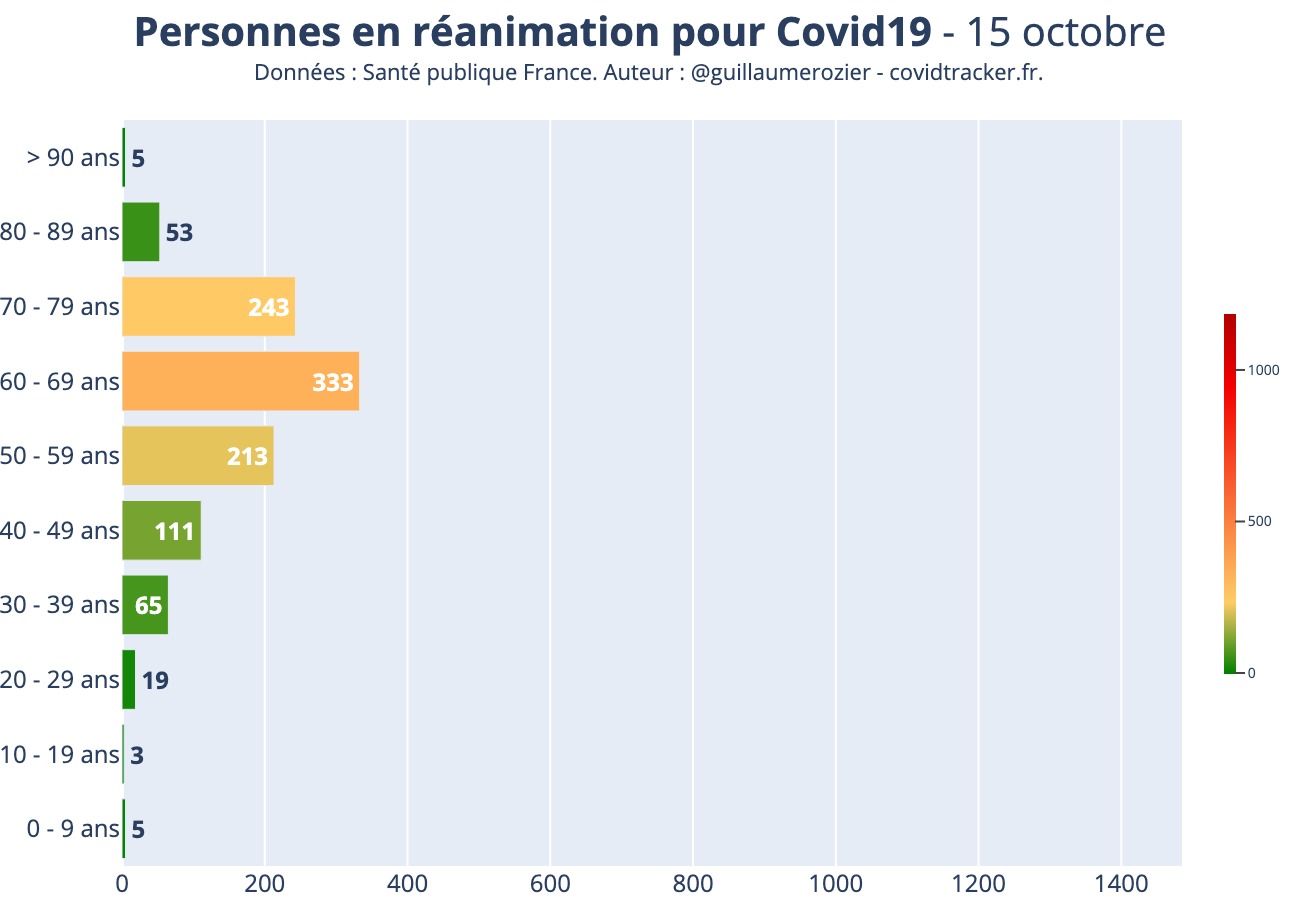 Personnes en réanimation pour Covid19 - 15 octobre
Données : Santé publique France. Auteur : @guillaumerozier - covidtracker.fr.
> 90 ans 5
80 - 89 ans 53
70 - 79 ans 243
60 - 69 ans 333
50 - 59 ans 213
40 - 49 ans 111
30 - 39 ans 65
20 - 29 ans 19
10 - 19 ans 3
0 - 9 ans 5
0 200 400 600 800 1000 1200 1400
1000
500
0